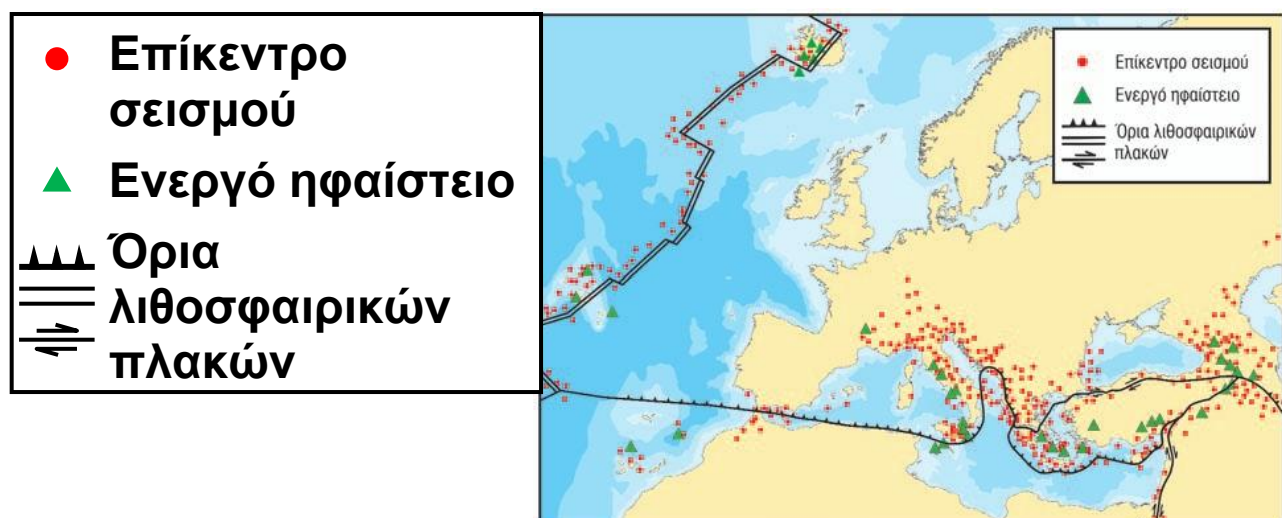 Επίκεντρο
σεισμού
Ενεργό ηφαίστειο
Όρια
λιθοσφαιρικών
πλακών
Επίκεντρο σεισμού
Ενεργό ηφαίστειο
Όρια λιθοσφαιρικών
πλακών